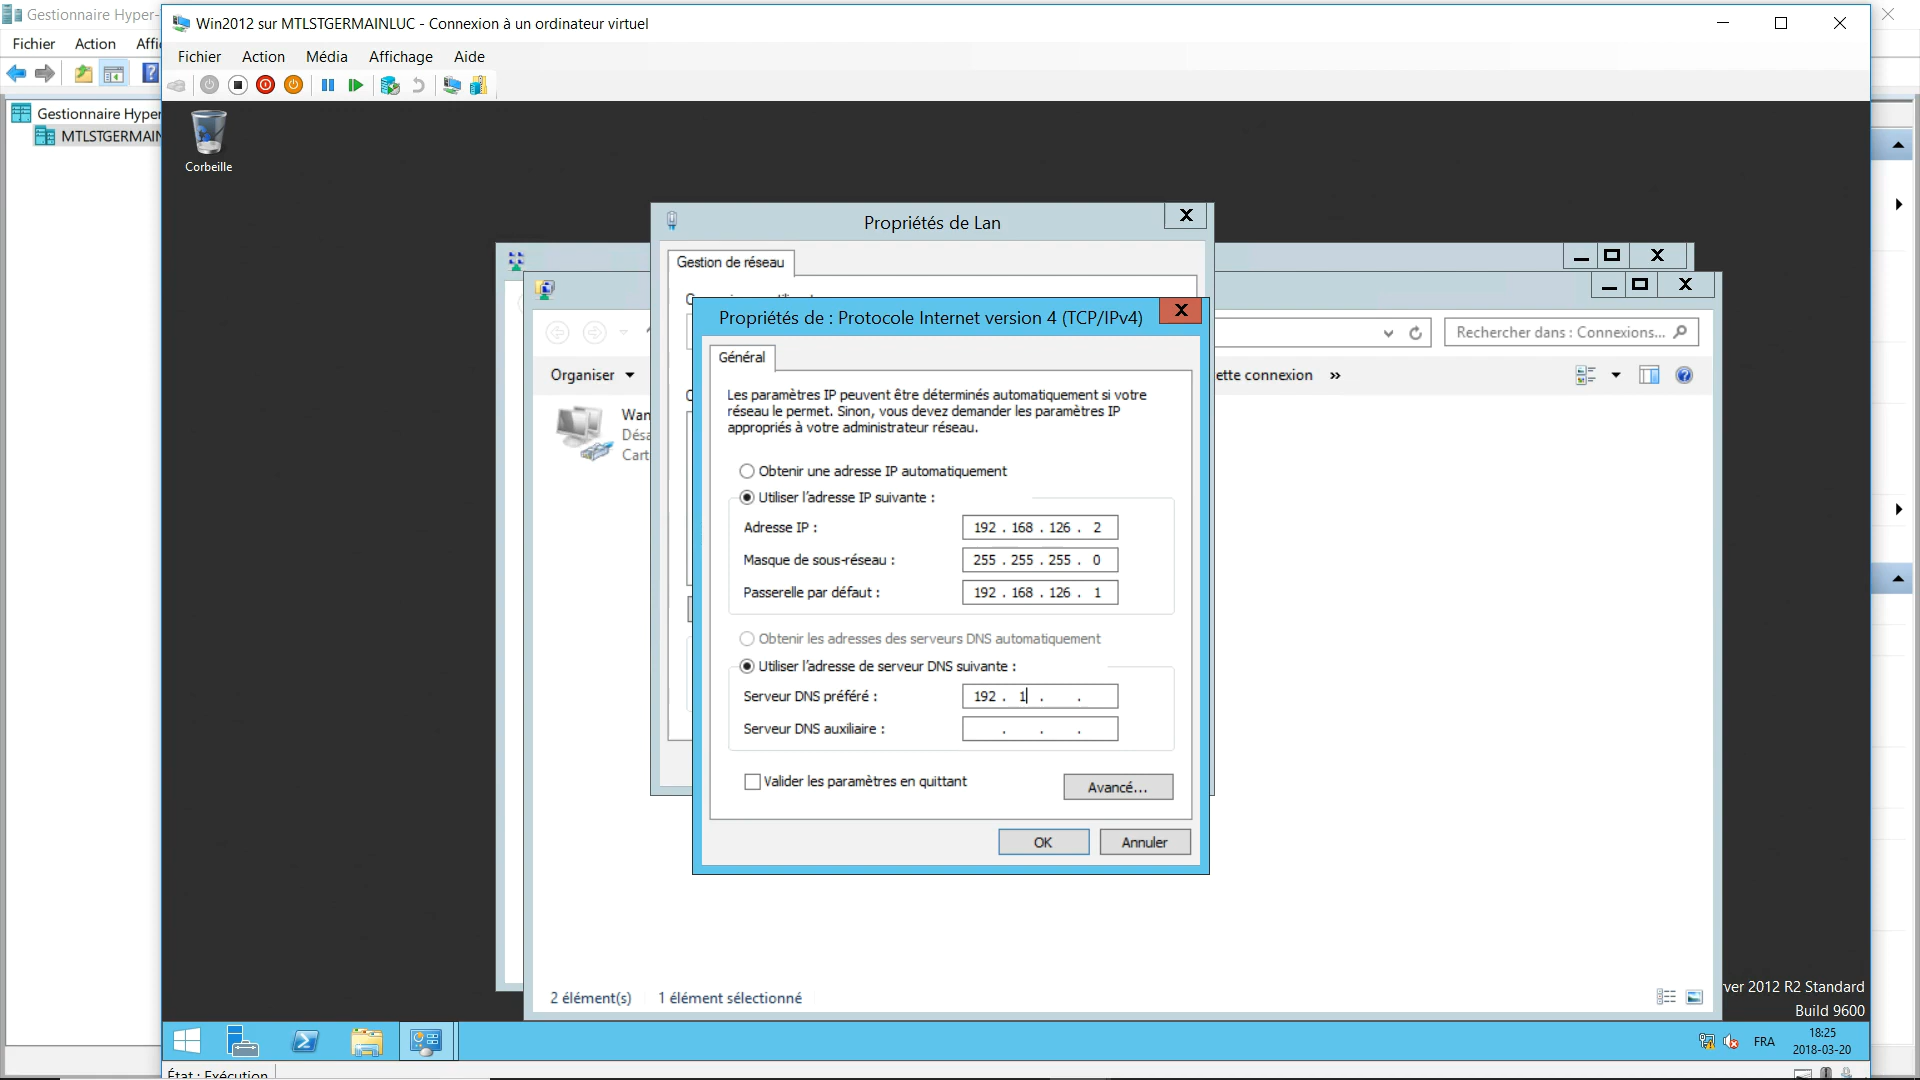 Gestionnaire Hyper-
Fichier Action Affi
Gestionnaire Hyper
MTLSTGERMAIN
Win2012 sur MTLSTGERMAINLUC - Connexion à un ordinateur virtuel
Fichier Action Média Affichage Aide
Corbeille
Propriétés de Lan
X
Gestion de réseau
X
X
Propriétés de : Protocole Internet version 4 (TCP/IPv4)
X
Rechercher dans : Connexions...
Organiser
ette connexion »
Wan
Désa
Cart
Général
Les paramètres IP peuvent être déterminés automatiquement si votre
réseau le permet. Sinon, vous devez demander les paramètres IP
appropriés à votre administrateur réseau.
Obtenir une adresse IP automatiquement
Utiliser l'adresse IP suivante :
Adresse IP : 192 . 168 . 126 . 2
Masque de sous-réseau : 255 . 255 . 255 . 0
Passerelle par défaut : 192 . 168 . 126 . 1
Obtenir les adresses des serveurs DNS automatiquement
Utiliser l'adresse de serveur DNS suivante :
Serveur DNS préféré : 192 . 1 . .
Serveur DNS auxiliaire : . . .
Valider les paramètres en quittant
Avancé...
OK Annuler
2 élément(s) 1 élément sélectionné
ver 2012 R2 Standard
Build 9600
FRA
18:25
2018-03-20
État : Exécution